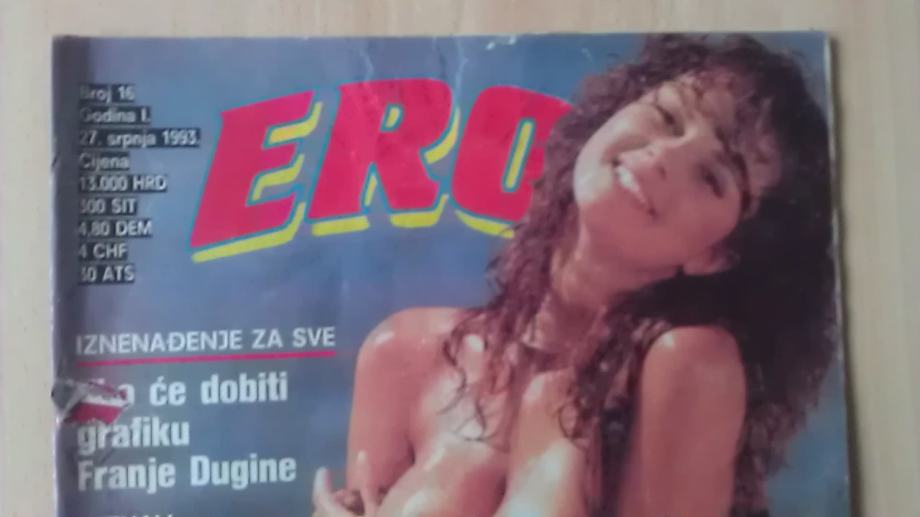 Broj 16
Godina I.
27. srpnja 1993.
Cijena
13.000 HRD
300 SIT
4,80 DEM
4 CHF
30 ATS
ERO
IZNENAĐENJE ZA SVE
će dobiti
grafiku
Franje Dugine